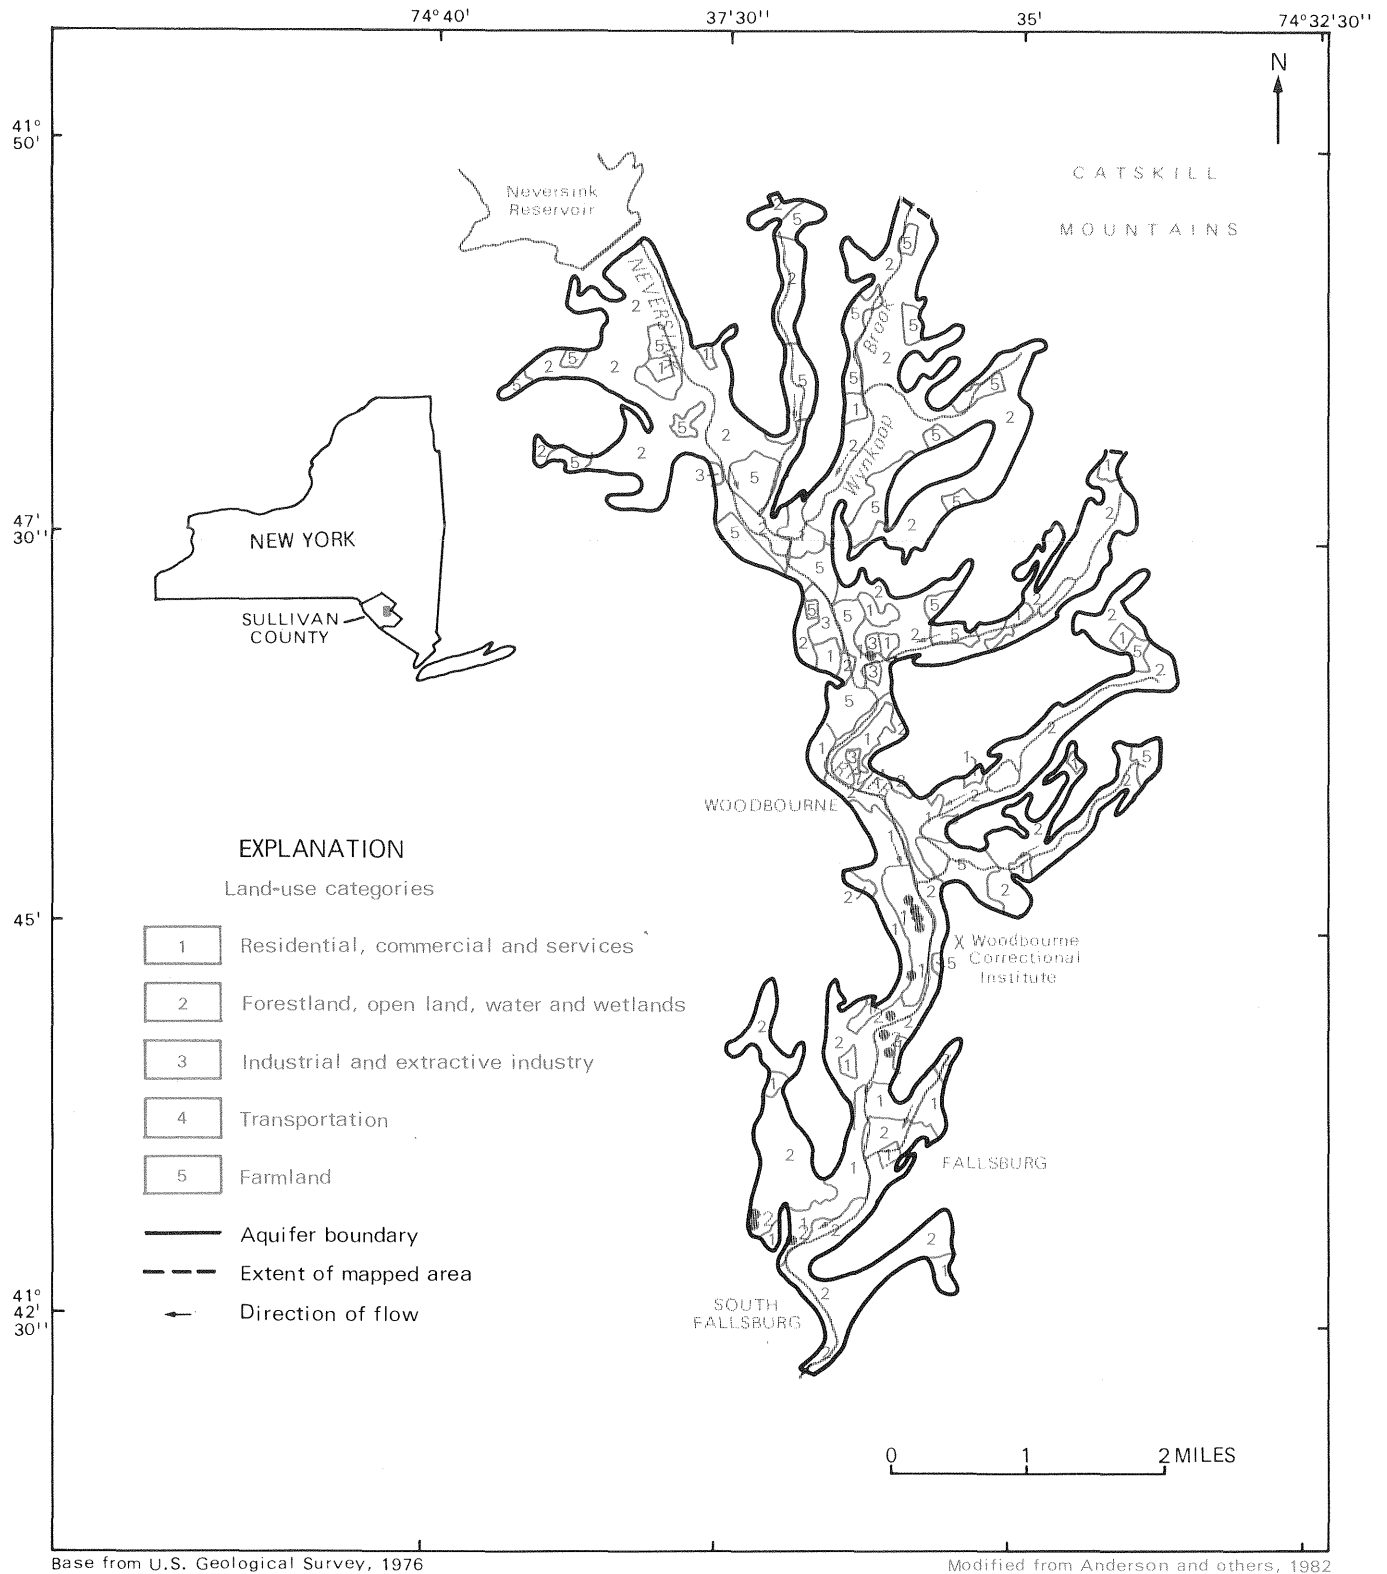 74°40'
37'30''
35'
74°32'30''
N
41°
50'
CATSKILL
MOUNTAINS
Neversink
Reservoir
NEVERSINK
Brook
Wynkoop
47'
30''
NEW YORK
SULLIVAN
COUNTY
WOODBOURNE
EXPLANATION
Land-use categories
45'
1 Residential, commercial and services
X Woodbourne
Correctional
Institute
2 Forestland, open land, water and wetlands
3 Industrial and extractive industry
4 Transportation
5 Farmland
FALLSBURG
Aquifer boundary
Extent of mapped area
Direction of flow
41°
42'
30''
SOUTH
FALLSBURG
0 1 2 MILES
Base from U.S. Geological Survey, 1976
Modified from Anderson and others, 1982